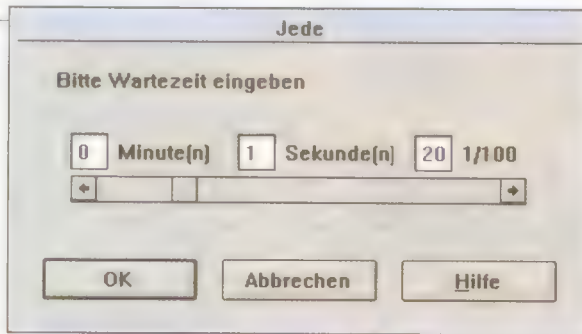 Jede
Bitte Wartezeit eingeben
0 Minute(n) 1 Sekunde(n) 20 1/100
OK Abbrechen Hilfe